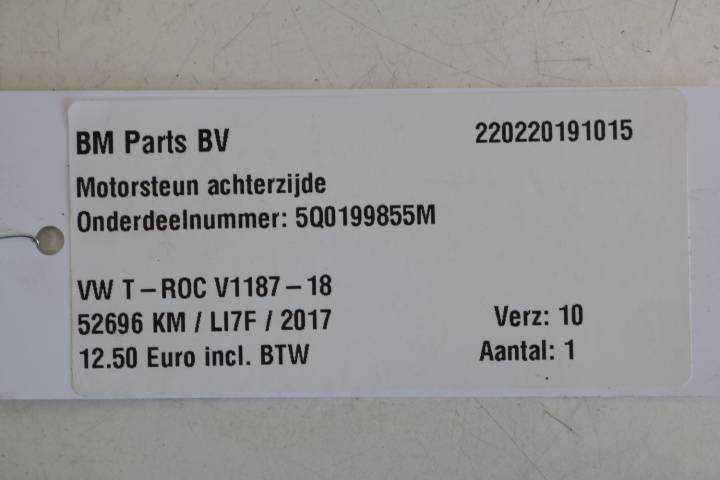 BM Parts BV 220220191015
Motorsteun achterzijde
Onderdeelnummer: 5Q0199855M
VW T-ROC V1187-18
52696 KM / LI7F / 2017 Verz: 10
12.50 Euro incl. BTW Aantal: 1